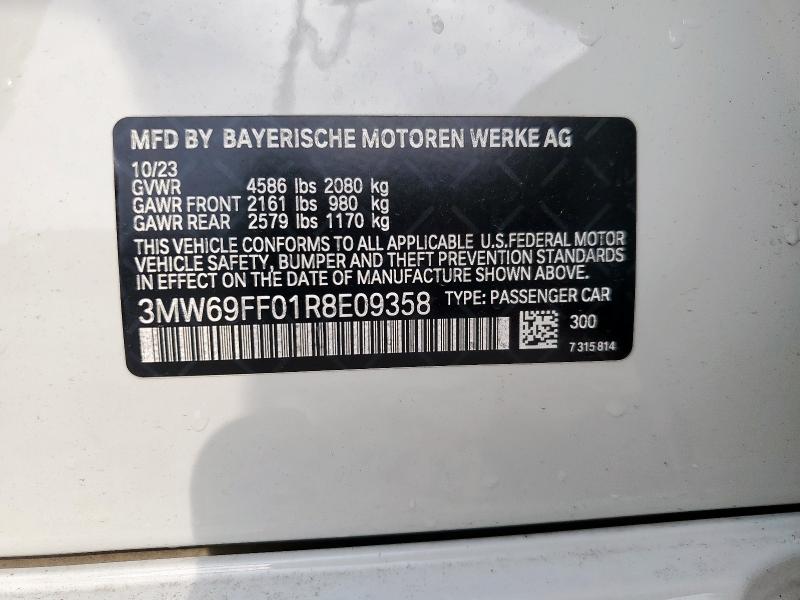 MFD BY BAYERISCHE MOTOREN WERKE AG
10/23
GVWR 4586 lbs 2080 kg
GAWR FRONT 2161 lbs 980 kg
GAWR REAR 2579 lbs 1170 kg
THIS VEHICLE CONFORMS TO ALL APPLICABLE U.S.FEDERAL MOTOR
VEHICLE SAFETY, BUMPER AND THEFT PREVENTION STANDARDS
IN EFFECT ON THE DATE OF MANUFACTURE SHOWN ABOVE.
3MW69FF01R8E09358 TYPE: PASSENGER CAR
300
7 315 814